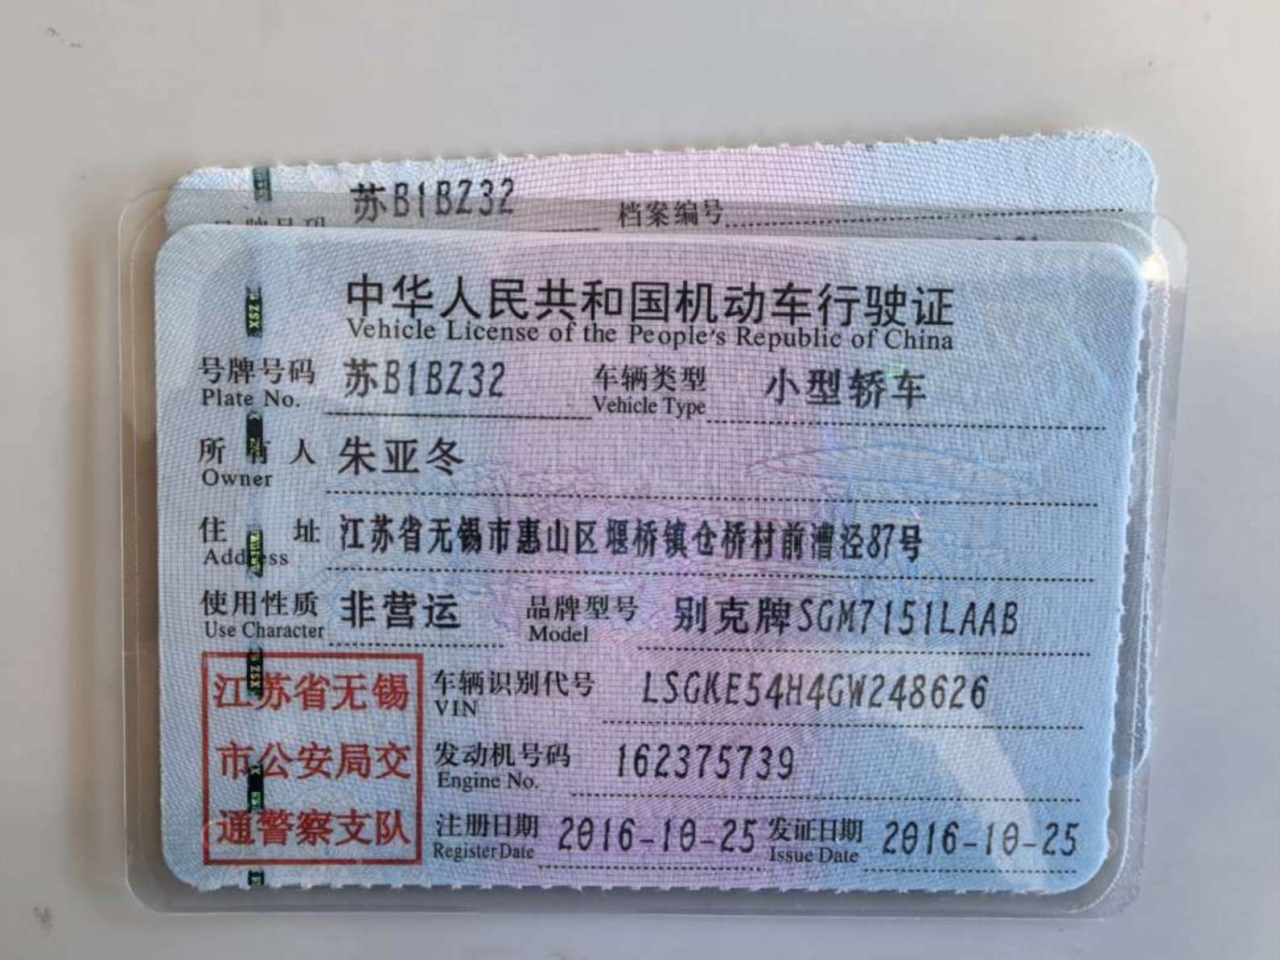 苏B1BZ32 档案编号
号牌号码
中华人民共和国机动车行驶证
Vehicle License of the People's Republic of China
号牌号码 苏B1BZ32 车辆类型 小型轿车
Plate No. Vehicle Type
所有人 朱亚冬
Owner
住址 江苏省无锡市惠山区堰桥镇仓桥村前漕泾87号
Address
使用性质 非营运 品牌型号 别克牌SGM7151LAAB
Use Character Model
江苏省无锡
市公安局交
通警察支队
车辆识别代号 LSGKE54H4GW248626
VIN
发动机号码 162375739
Engine No.
注册日期 2016-10-25 发证日期 2016-10-25
Register Date Issue Date